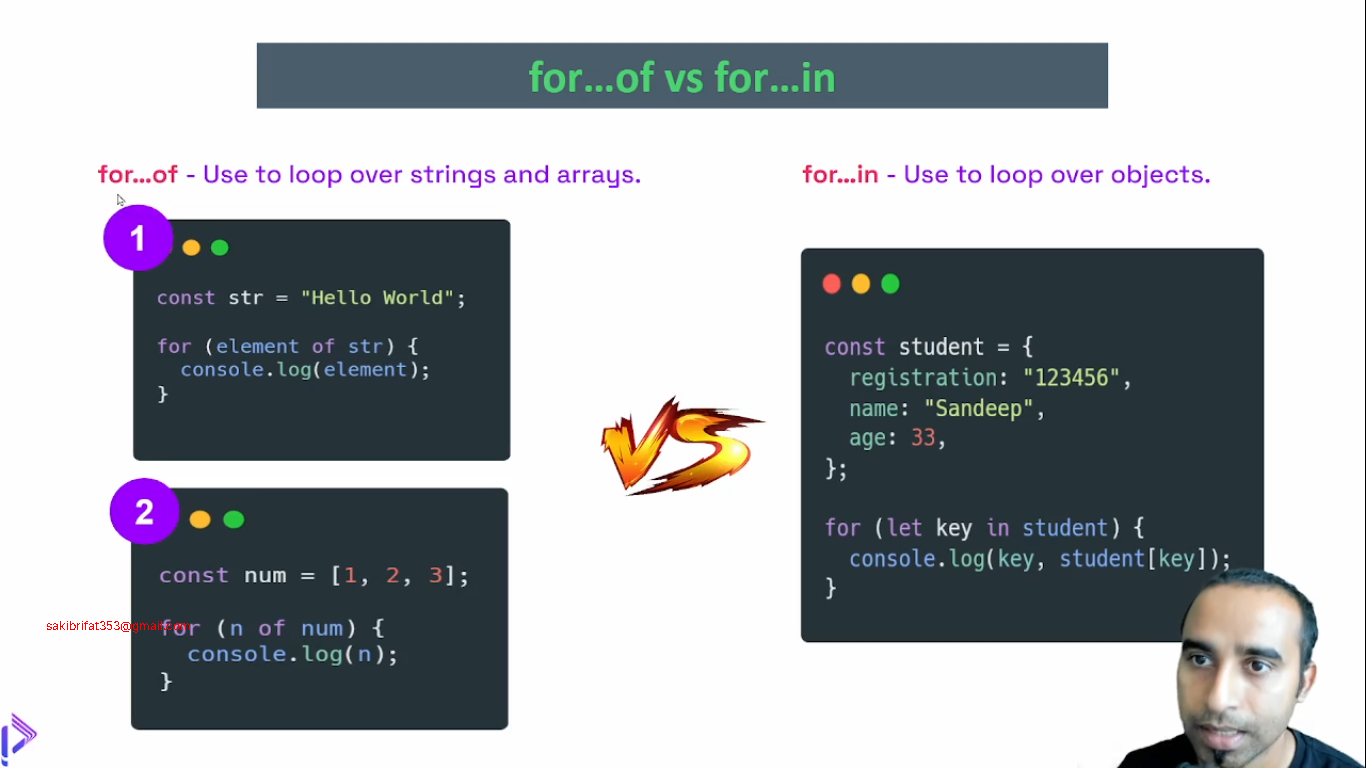 for...of vs for...in
for...of - Use to loop over strings and arrays.
1
const str = "Hello World";
for (element of str) {
console.log(element);
}
2
const num = [1, 2, 3];
for (n of num) {
console.log(n);
}
sakibrifat353@gmail.com
VS
for...in - Use to loop over objects.
const student = {
registration: "123456",
name: "Sandeep",
age: 33,
};
for (let key in student) {
console.log(key, student[key]);
}